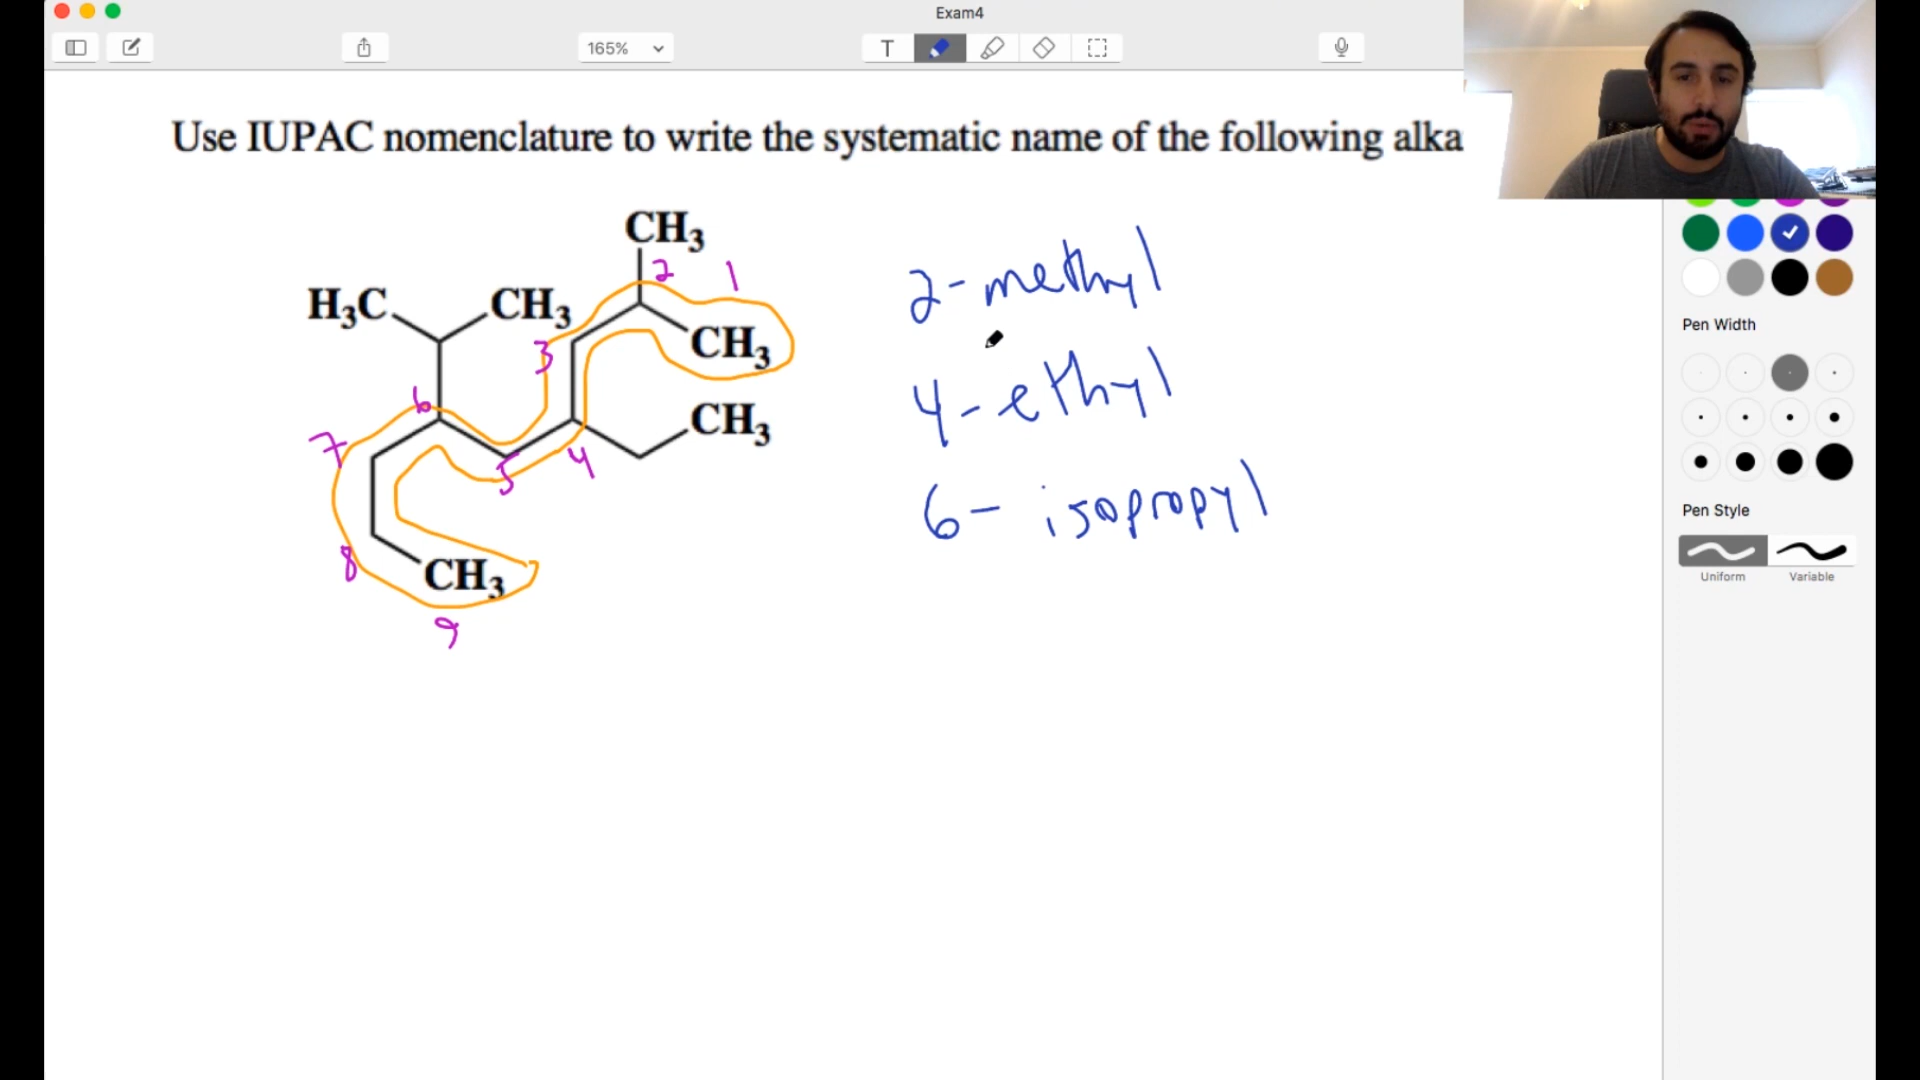 Exam4
165%
T
Use IUPAC nomenclature to write the systematic name of the following alka
CH3
2 1
H3C CH3
3
CH3
6
CH3
7
5 4
8
CH3
9
2-methyl
4-ethyl
6-isopropyl
Pen Width
Pen Style
Uniform Variable